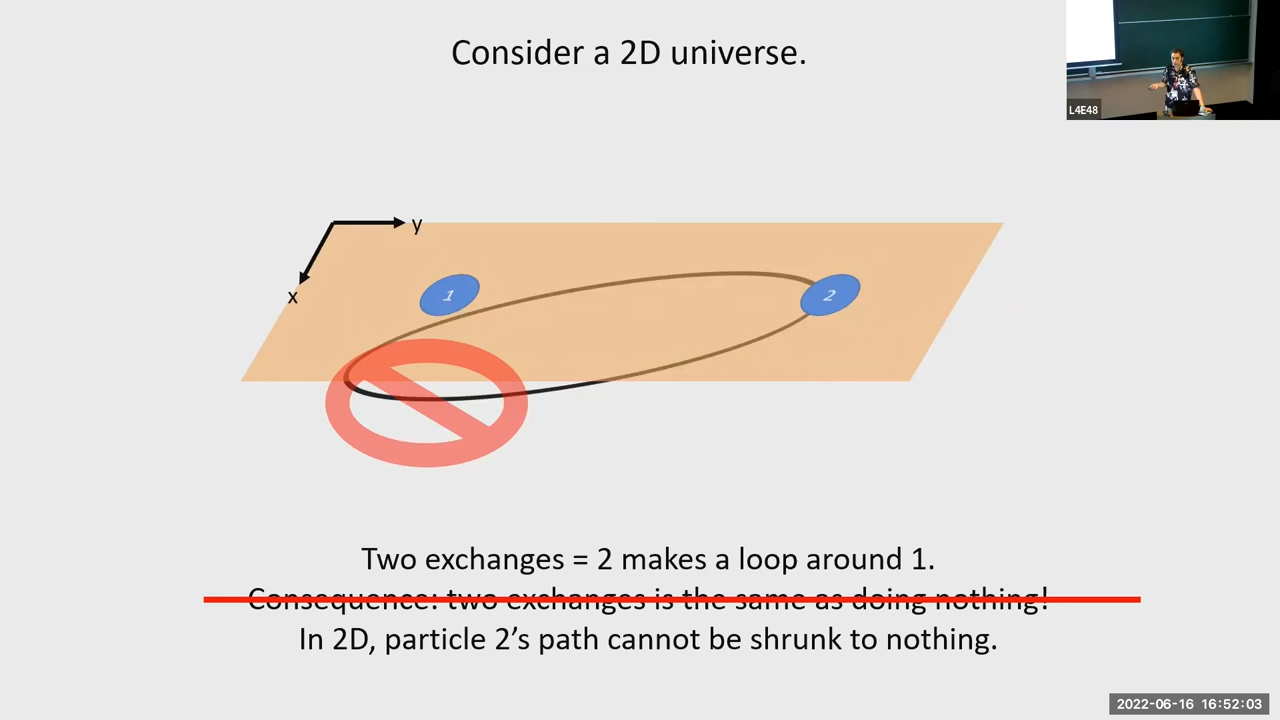 Consider a 2D universe.
L4E48
y
x
1
2
Two exchanges = 2 makes a loop around 1.
Consequence: two exchanges is the same as doing nothing!
In 2D, particle 2’s path cannot be shrunk to nothing.
2022-06-16 16:52:03